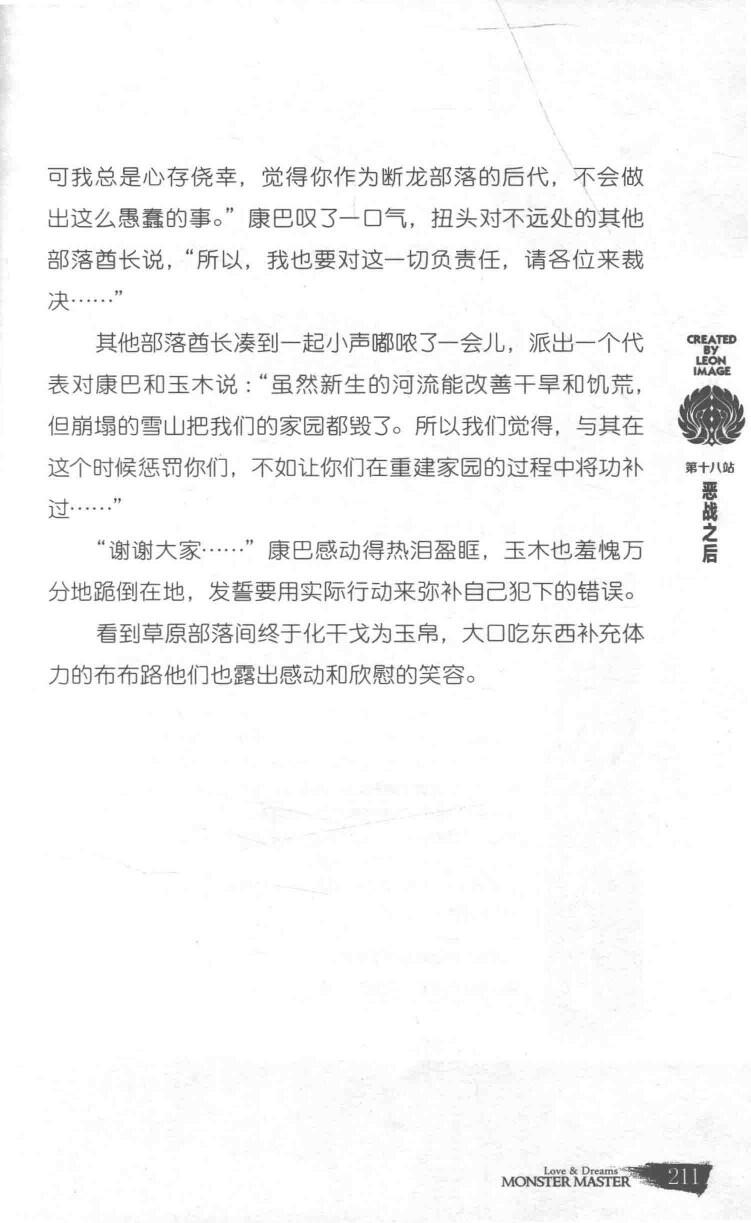 可我总是心存侥幸，觉得你作为断龙部落的后代，不会做
出这么愚蠢的事。”康巴叹了一口气，扭头对不远处的其他
部落酋长说，“所以，我也要对这一切负责任，请各位来裁
决……”
其他部落酋长凑到一起小声嘟哝了一会儿，派出一个代
表对康巴和玉木说：“虽然新生的河流能改善干旱和饥荒，
但崩塌的雪山把我们的家园都毁了。所以我们觉得，与其在
这个时候惩罚你们，不如让你们在重建家园的过程中将功补
过……”
“谢谢大家……”康巴感动得热泪盈眶，玉木也羞愧万
分地跪倒在地，发誓要用实际行动来弥补自己犯下的错误。
看到草原部落间终于化干戈为玉帛，大口吃东西补充体
力的布布路他们也露出感动和欣慰的笑容。
CREATED
BY
LEON
IMAGE
第十八站
恶战之后
Love & Dreams
MONSTER MASTER
211